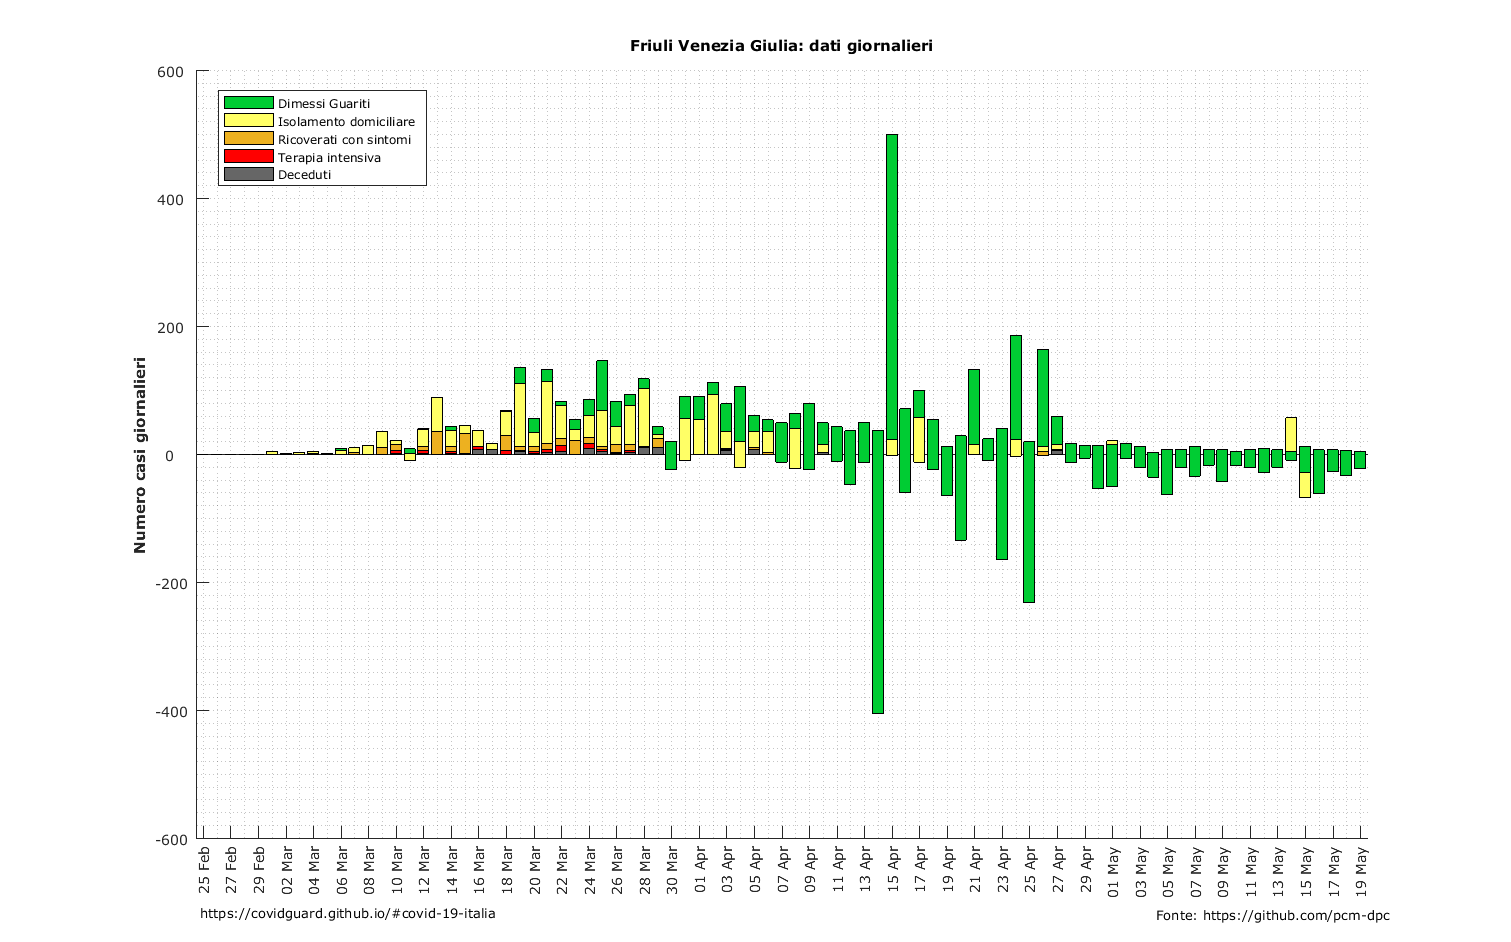 Friuli Venezia Giulia: dati giornalieri
600
400
200
0
-200
-400
-600
Numero casi giornalieri
Dimessi Guariti
Isolamento domiciliare
Ricoverati con sintomi
Terapia intensiva
Deceduti
25 Feb
27 Feb
29 Feb
02 Mar
04 Mar
06 Mar
08 Mar
10 Mar
12 Mar
14 Mar
16 Mar
18 Mar
20 Mar
22 Mar
24 Mar
26 Mar
28 Mar
30 Mar
01 Apr
03 Apr
05 Apr
07 Apr
09 Apr
11 Apr
13 Apr
15 Apr
17 Apr
19 Apr
21 Apr
23 Apr
25 Apr
27 Apr
29 Apr
01 May
03 May
05 May
07 May
09 May
11 May
13 May
15 May
17 May
19 May
https://covidguard.github.io/#covid-19-italia
Fonte: https://github.com/pcm-dpc